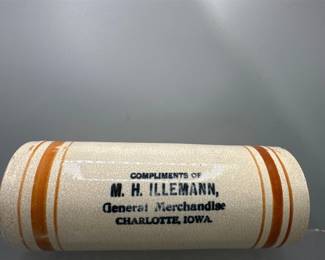 COMPLIMENTS OF
M. H. ILLEMANN,
General Merchandise
CHARLOTTE, IOWA.